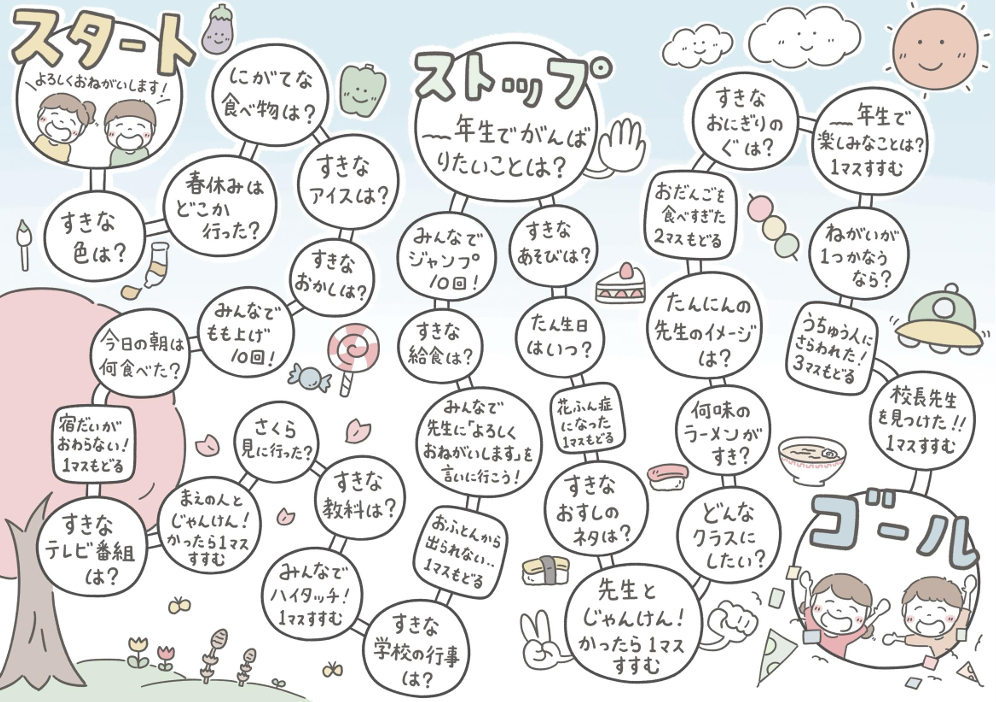 スタート
よろしくおねがいします!
すきな
色は?
春休みは
どこか
行った?
にがてな
食べ物は?
すきな
アイスは?
すきな
おかしは?
みんなで
もも上げ
10回!
今日の朝は
何食べた?
宿だいが
おわらない!
1マスもどる
すきな
テレビ番組
は?
まえの人と
じゃんけん!
かったら1マス
すすむ
さくら
見に行った?
すきな
教科は?
みんなで
ハイタッチ!
1マスすすむ
すきな
学校の行事
は?
おふとんから
出られない..
1マスもどる
みんなで
先生に「よろしく
おねがいします」を
言いに行こう!
すきな
給食は?
みんなで
ジャンプ
10回!
ストップ
年生でがんば
りたいことは?
すきな
あそびは?
たん生日
はいつ?
花ふん症
になった
1マスもどる
すきな
おすしの
ネタは?
先生と
じゃんけん!
かったら1マス
すすむ
どんな
クラスに
したい?
何味の
ラーメンが
すき?
たんにんの
先生のイメージ
は?
おだんごを
食べすぎた
2マスもどる
すきな
おにぎりの
ぐは?
年生で
楽しみなことは?
1マスすすむ
ねがいが
1つかなう
なら?
うちゅう人に
さらわれた!
3マスもどる
校長先生
を見つけた!!
1マスすすむ
ゴール